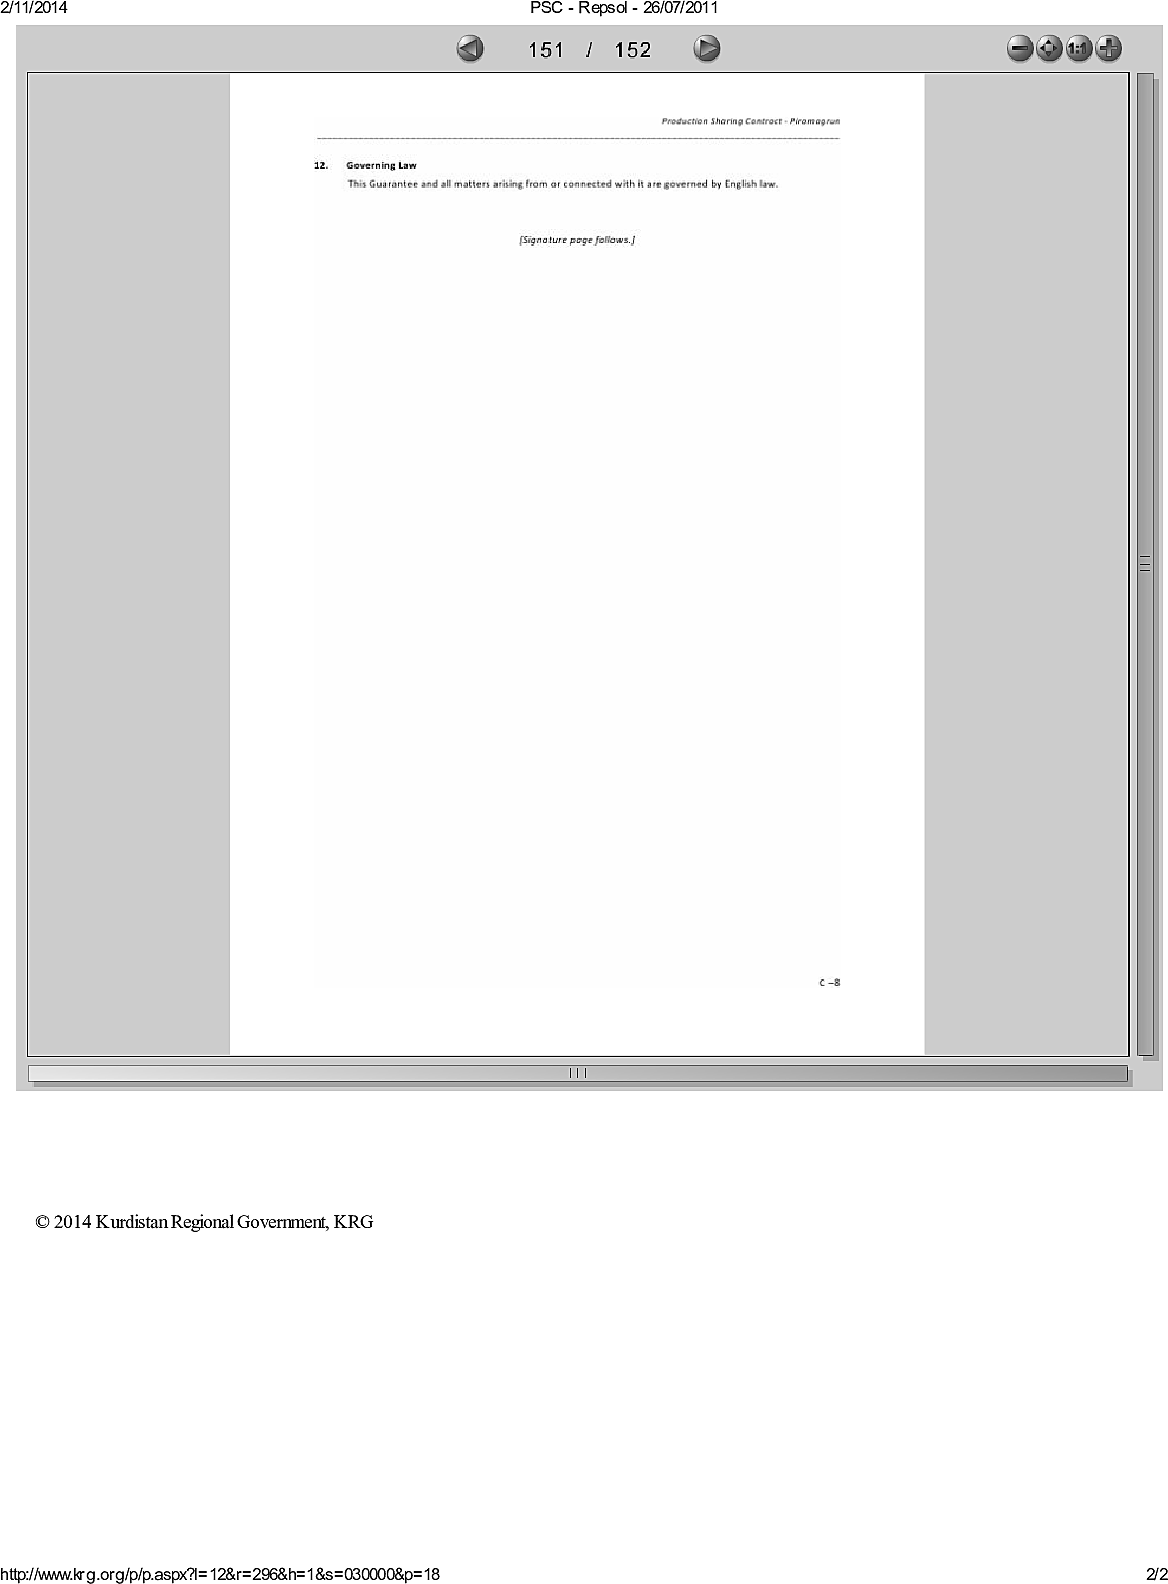 2/11/2014 PSC - Repsol - 26/07/2011
151 / 152
1:1
Production Sharing Contract - Piramagrun
12. Governing Law
This Guarantee and all matters arising from or connected with it are governed by English law.
[Signature page follows.]
C –8
© 2014 Kurdistan Regional Government, KRG
http://www.krg.org/p/p.aspx?l=12&r=296&h=1&s=030000&p=18 2/2